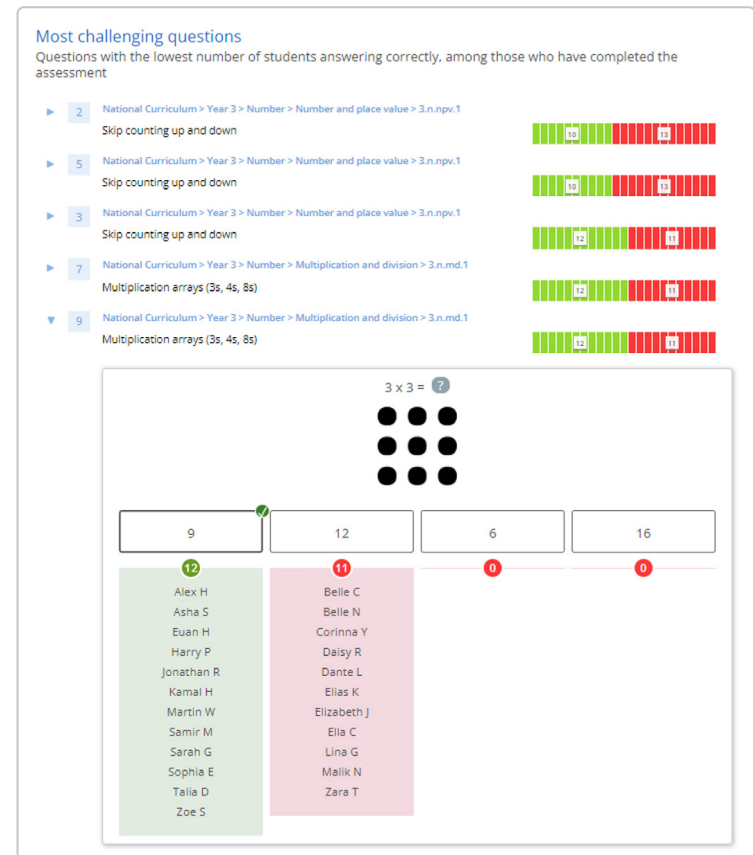 Most challenging questions
Questions with the lowest number of students answering correctly, among those who have completed the
assessment
2 National Curriculum > Year 3 > Number > Number and place value > 3.n.npv.1
Skip counting up and down
10 13
5 National Curriculum > Year 3 > Number > Number and place value > 3.n.npv.1
Skip counting up and down
10 13
3 National Curriculum > Year 3 > Number > Number and place value > 3.n.npv.1
Skip counting up and down
12 11
7 National Curriculum > Year 3 > Number > Multiplication and division > 3.n.md.1
Multiplication arrays (3s, 4s, 8s)
12 11
9 National Curriculum > Year 3 > Number > Multiplication and division > 3.n.md.1
Multiplication arrays (3s, 4s, 8s)
12 11
3 x 3 = ?
9 12 6 16
12 11 0 0
Alex H Belle C
Asha S Belle N
Euan H Corinna Y
Harry P Daisy R
Jonathan R Dante L
Kamal H Elias K
Martin W Elizabeth J
Samir M Ella C
Sarah G Lina G
Sophia E Malik N
Talia D Zara T
Zoe S